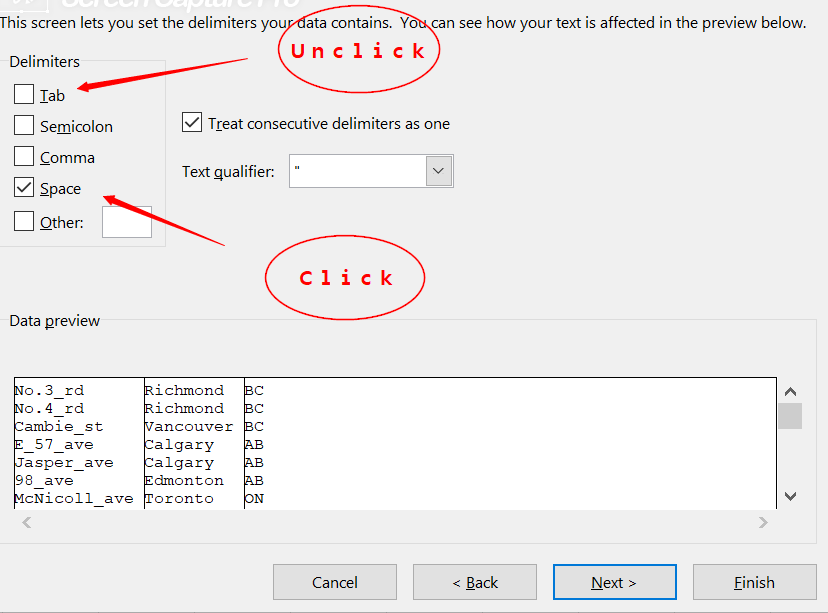 Screen Capture Pro
This screen lets you set the delimiters your data contains.  You can see how your text is affected in the preview below.
Unclick
Delimiters
Tab
Semicolon
Treat consecutive delimiters as one
Comma
Text qualifier: "
Space
Other:
Click
Data preview
No.3_rd Richmond BC
No.4_rd Richmond BC
Cambie_st Vancouver BC
E_57_ave Calgary AB
Jasper_ave Calgary AB
98_ave Edmonton AB
McNicoll_ave Toronto ON
Cancel < Back Next > Finish